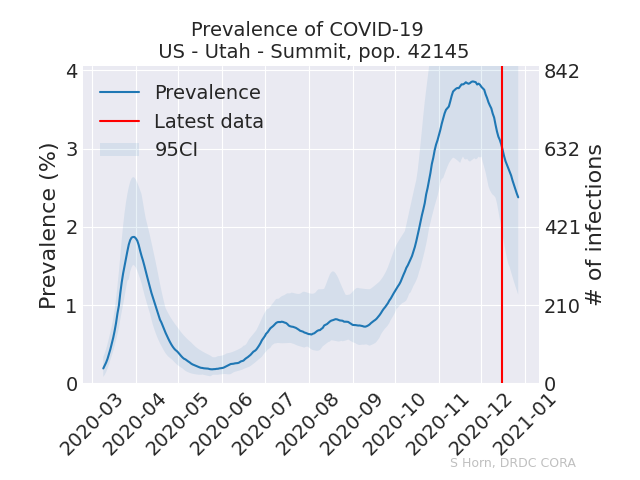 Prevalence of COVID-19
US - Utah - Summit, pop. 42145
Prevalence
Latest data
95CI
Prevalence (%)
4
3
2
1
0
842
632
421
210
0
# of infections
2020-03
2020-04
2020-05
2020-06
2020-07
2020-08
2020-09
2020-10
2020-11
2020-12
2021-01
S Horn, DRDC CORA